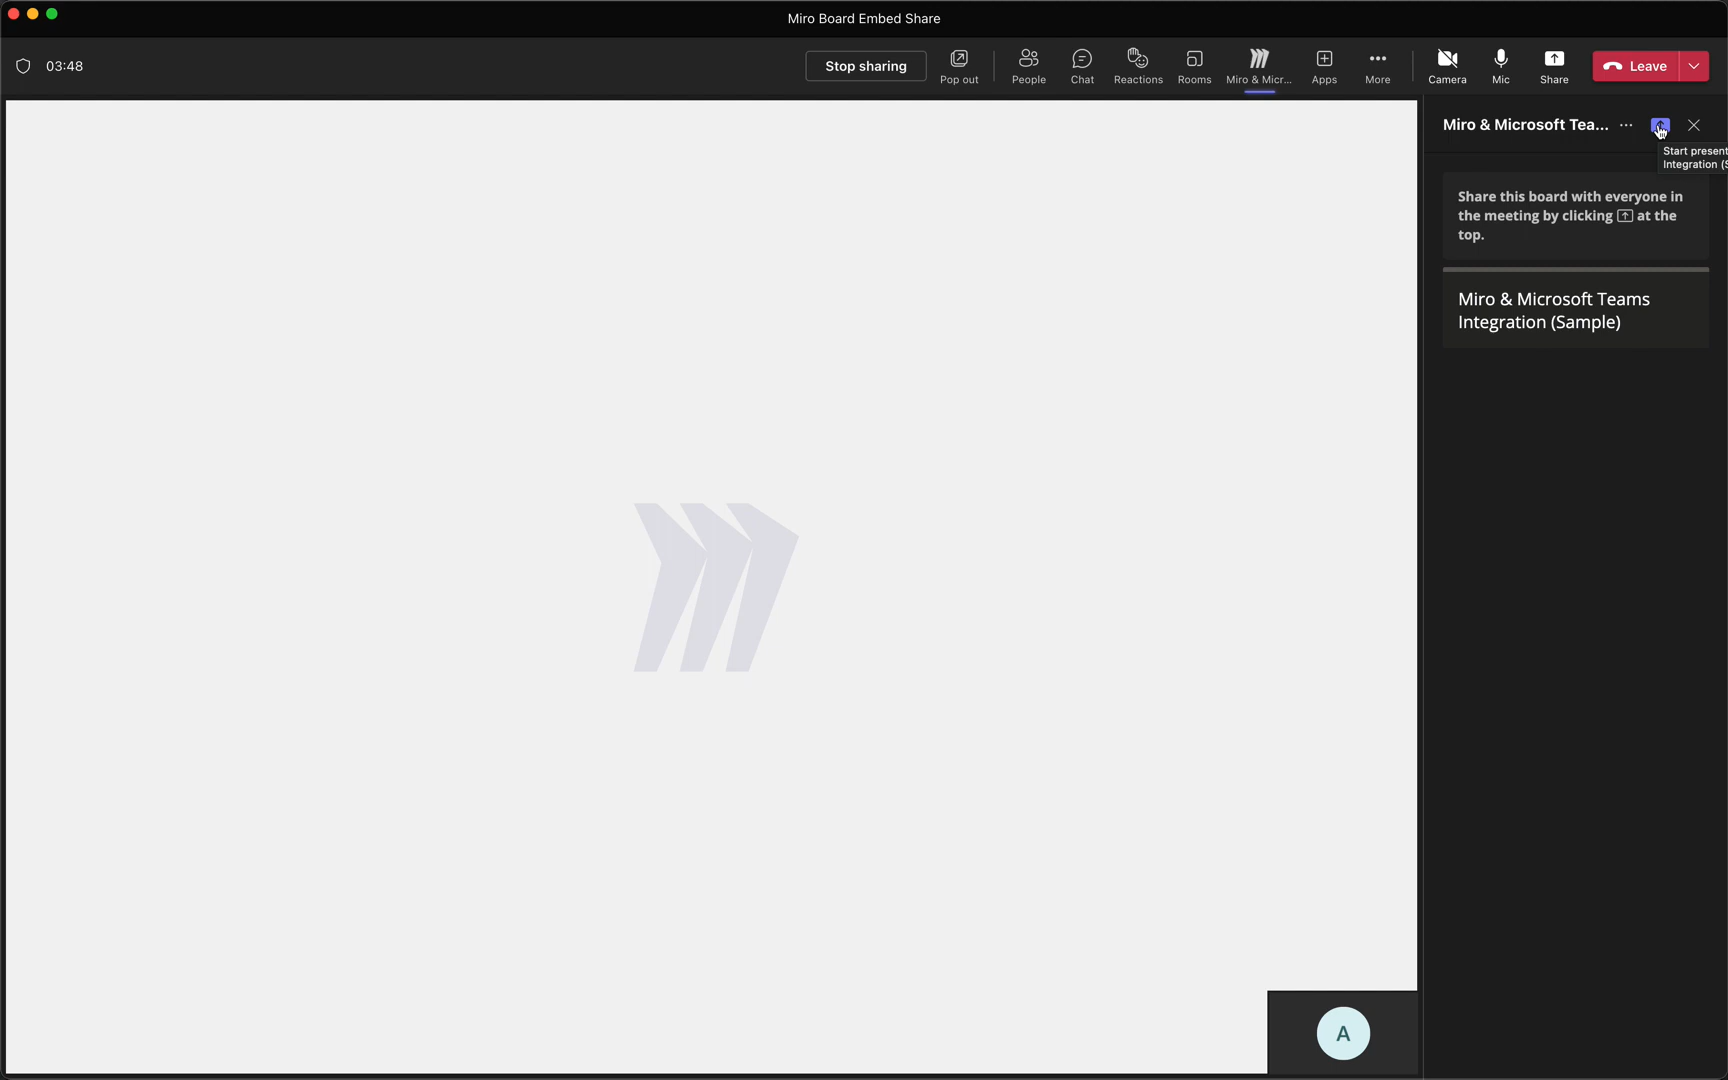 Miro Board Embed Share
03:48
Stop sharing
Pop out
People
Chat
Reactions
Rooms
Miro & Micr...
Apps
More
Camera
Mic
Share
Leave
Miro & Microsoft Tea...
Start present
Integration (S
Share this board with everyone in
the meeting by clicking at the
top.
Miro & Microsoft Teams
Integration (Sample)
A